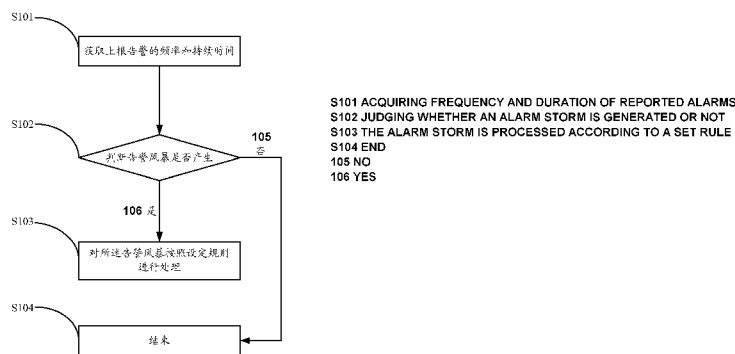 S101
获取上报告警的频率和持续时间
S102
判断告警风暴是否产生
105
否
106 是
S103
对所述告警风暴按照设定规则
进行处理
S104
结束
S101 ACQUIRING FREQUENCY AND DURATION OF REPORTED ALARMS
S102 JUDGING WHETHER AN ALARM STORM IS GENERATED OR NOT
S103 THE ALARM STORM IS PROCESSED ACCORDING TO A SET RULE
S104 END
105 NO
106 YES